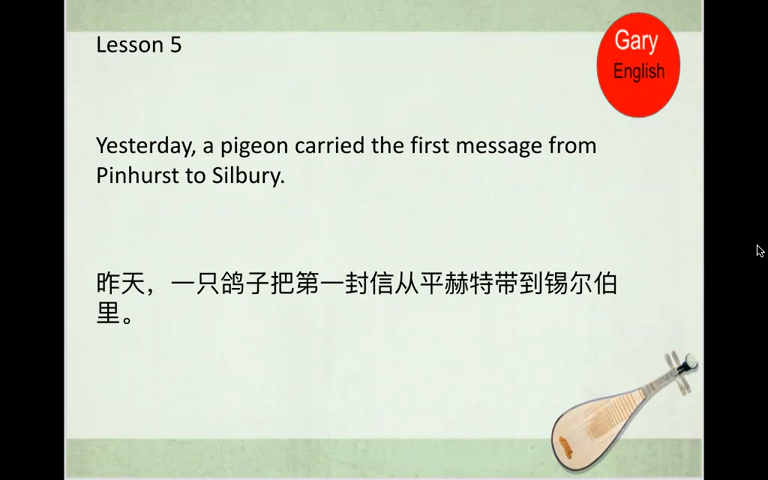 Lesson 5
Gary
English
Yesterday, a pigeon carried the first message from
Pinhurst to Silbury.
昨天，一只鸽子把第一封信从平赫特带到锡尔伯
里。